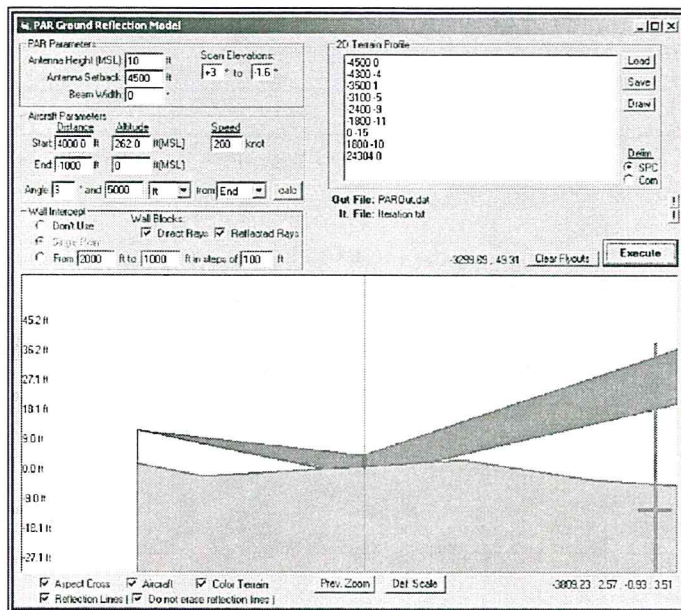 PAR Ground Reflection Model
PAR Parameters
Antenna Height (MSL) 10 ft
Antenna Setback: 4500 ft
Beam Width: 0 °
Scan Elevations:
+3 ° to -1.6 °
Aircraft Parameters
Distance Altitude Speed
Start: 4000.0 ft 262.0 ft(MSL) 200 knot
End: -1000 ft 0 ft(MSL)
Angle 3 ° and 5000 ft from End calc
Wall Intercept
Don't Use
Wall Blocks:
Direct Rays Reflected Rays
From 2000 ft to 1000 ft in steps of 100 ft
2D Terrain Profile
-4500 0
-4300 -4
-3500 1
-3100 -5
-2400 -9
-1800 -11
0 -15
1800 -10
24384 0
Load
Save
Draw
Delim
SPC
Com
Out File: PAROut.dat !
It. File: Iteration.txt !
-3299.69 , 49.31 Clear Flyouts Execute
45.2 ft
36.2 ft
27.1 ft
18.1 ft
9.0 ft
0.0 ft
-9.0 ft
-18.1 ft
-27.1 ft
Aspect Cross Aircraft Color Terrain Prev. Zoom Def. Scale -3809.23 : 2.57 , -0.93 : 3.51
Reflection Lines ( Do not erase reflection lines )